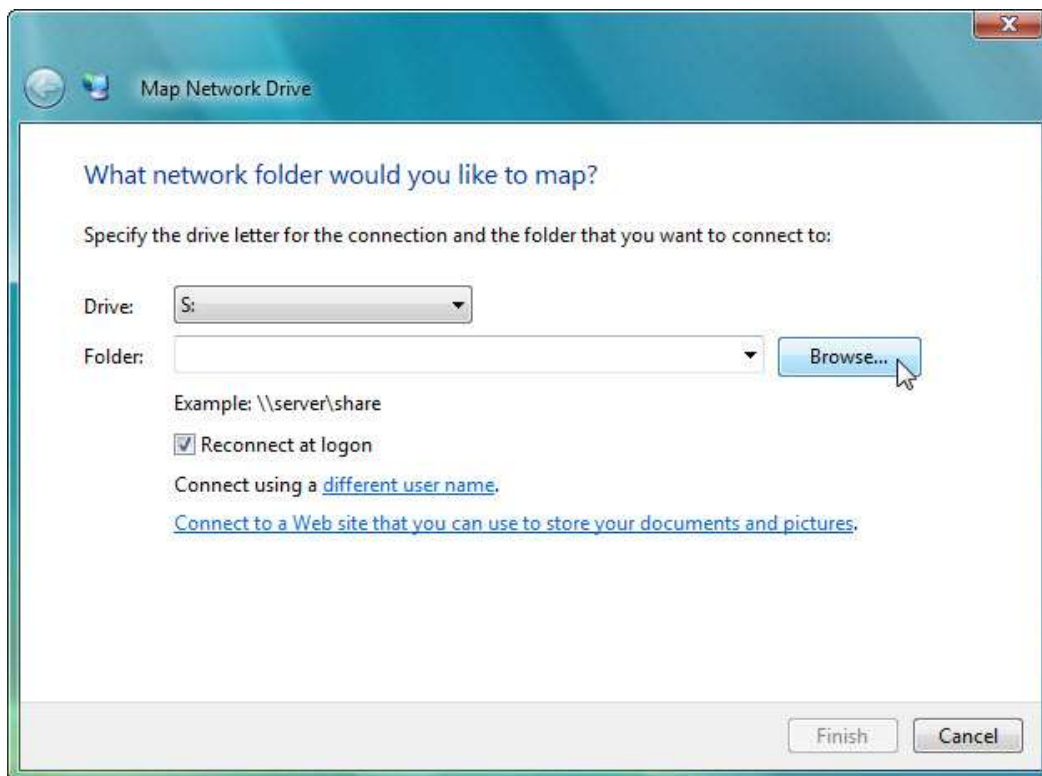 Map Network Drive
What network folder would you like to map?
Specify the drive letter for the connection and the folder that you want to connect to:
Drive: S:
Folder: Browse...
Example: \\server\share
Reconnect at logon
Connect using a different user name.
Connect to a Web site that you can use to store your documents and pictures.
Finish Cancel